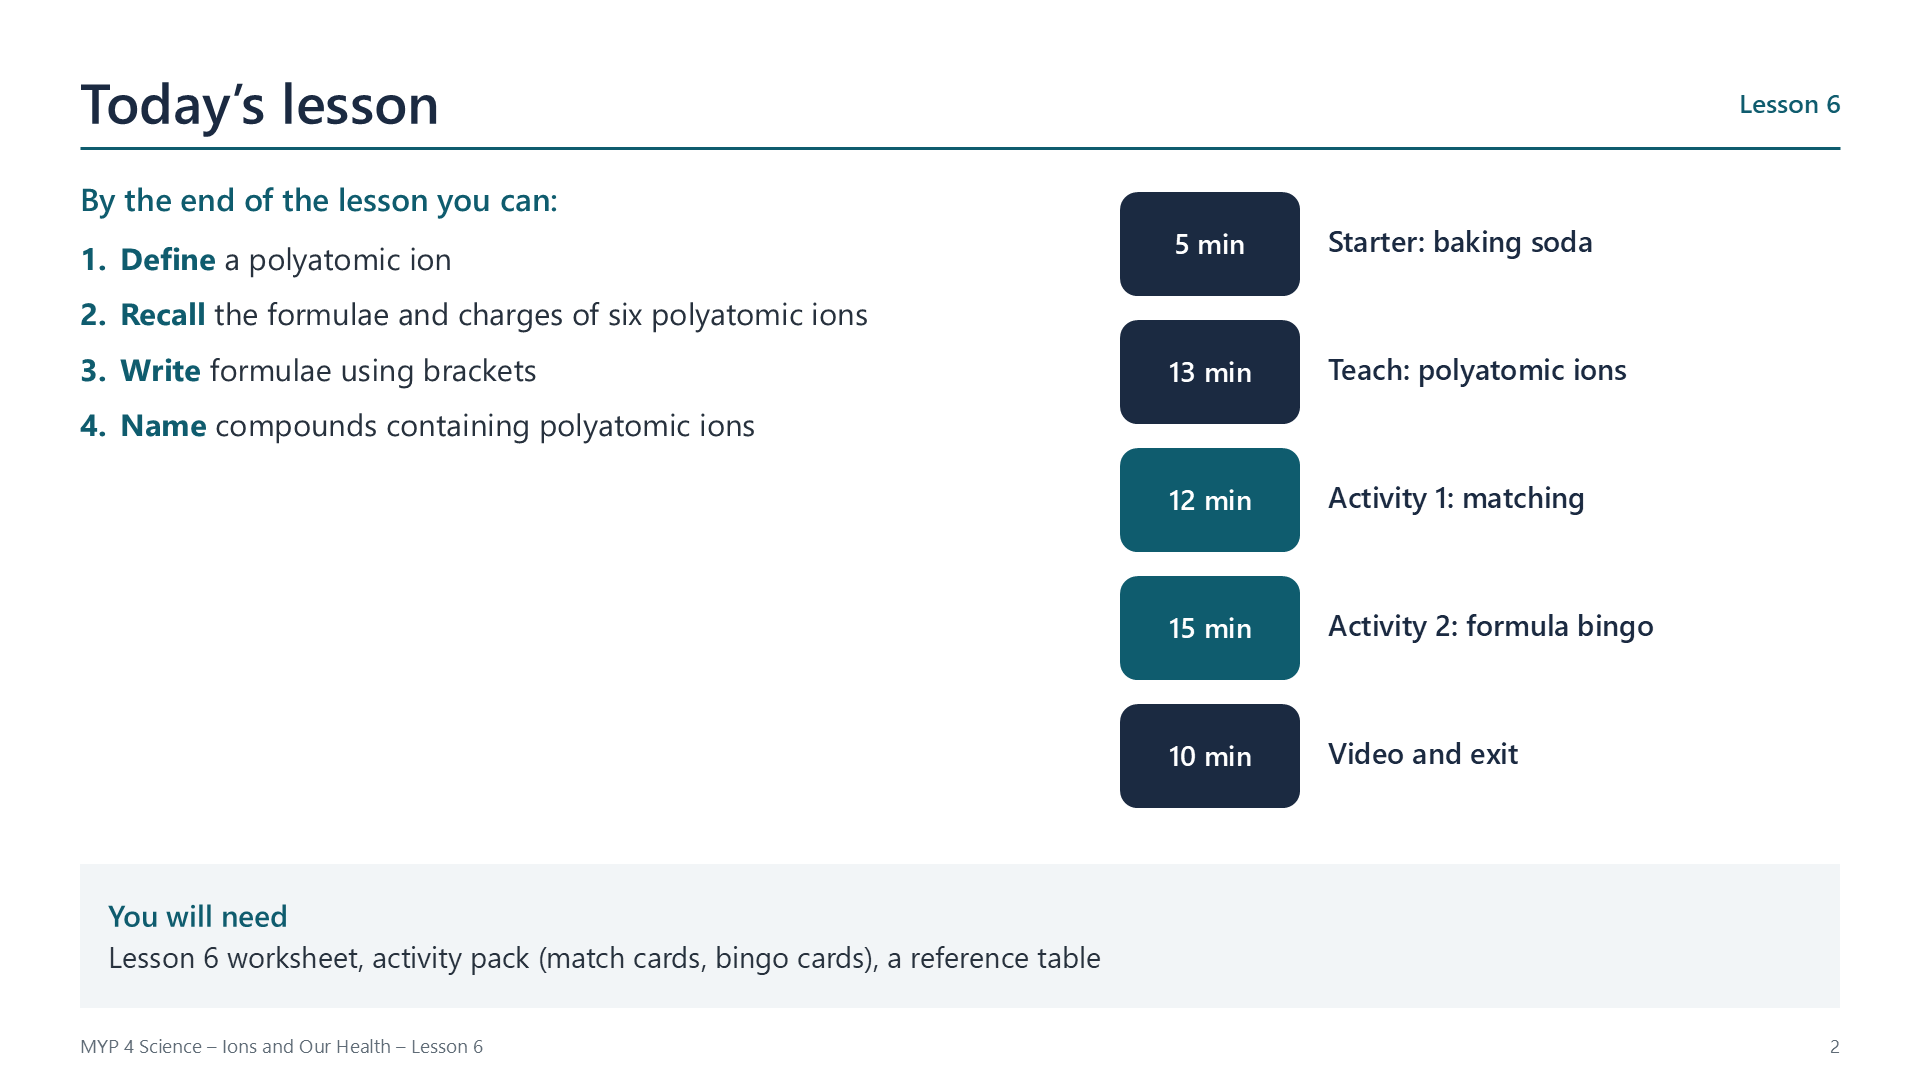 Today’s lesson
Lesson 6
By the end of the lesson you can:
1. Define a polyatomic ion
2. Recall the formulae and charges of six polyatomic ions
3. Write formulae using brackets
4. Name compounds containing polyatomic ions
5 min
Starter: baking soda
13 min
Teach: polyatomic ions
12 min
Activity 1: matching
15 min
Activity 2: formula bingo
10 min
Video and exit
You will need
Lesson 6 worksheet, activity pack (match cards, bingo cards), a reference table
MYP 4 Science – Ions and Our Health – Lesson 6
2